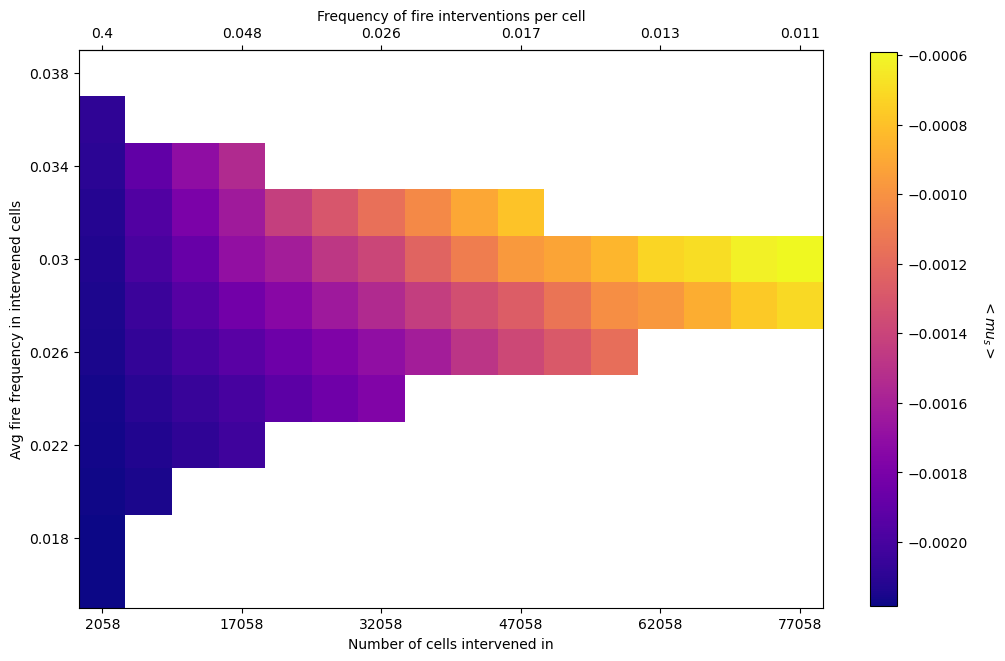 Frequency of fire interventions per cell
0.4 0.048 0.026 0.017 0.013 0.011
Avg fire frequency in intervened cells
0.038
0.034
0.03
0.026
0.022
0.018
2058 17058 32058 47058 62058 77058
Number of cells intervened in
−0.0006
−0.0008
−0.0010
−0.0012
−0.0014
−0.0016
−0.0018
−0.0020
< mu_s >